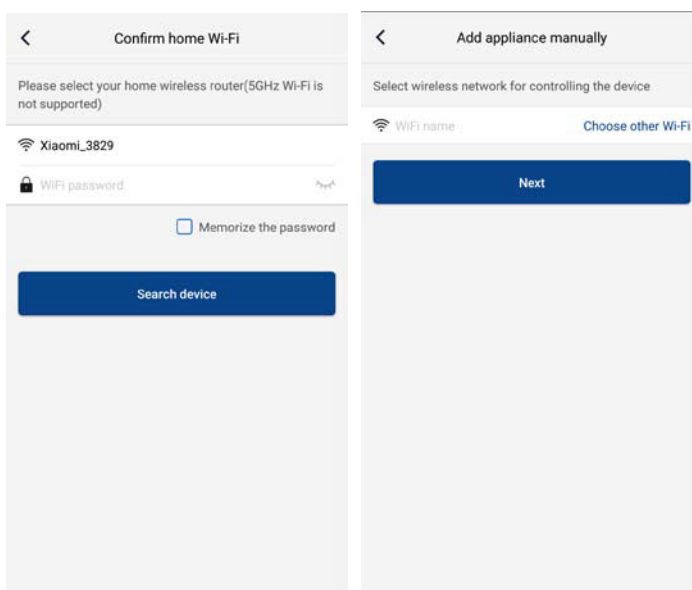 Confirm home Wi-Fi
Please select your home wireless router(5GHz Wi-Fi is
not supported)
Xiaomi_3829
WiFi password
Memorize the password
Search device
Add appliance manually
Select wireless network for controlling the device
WiFi name
Choose other Wi-Fi
Next